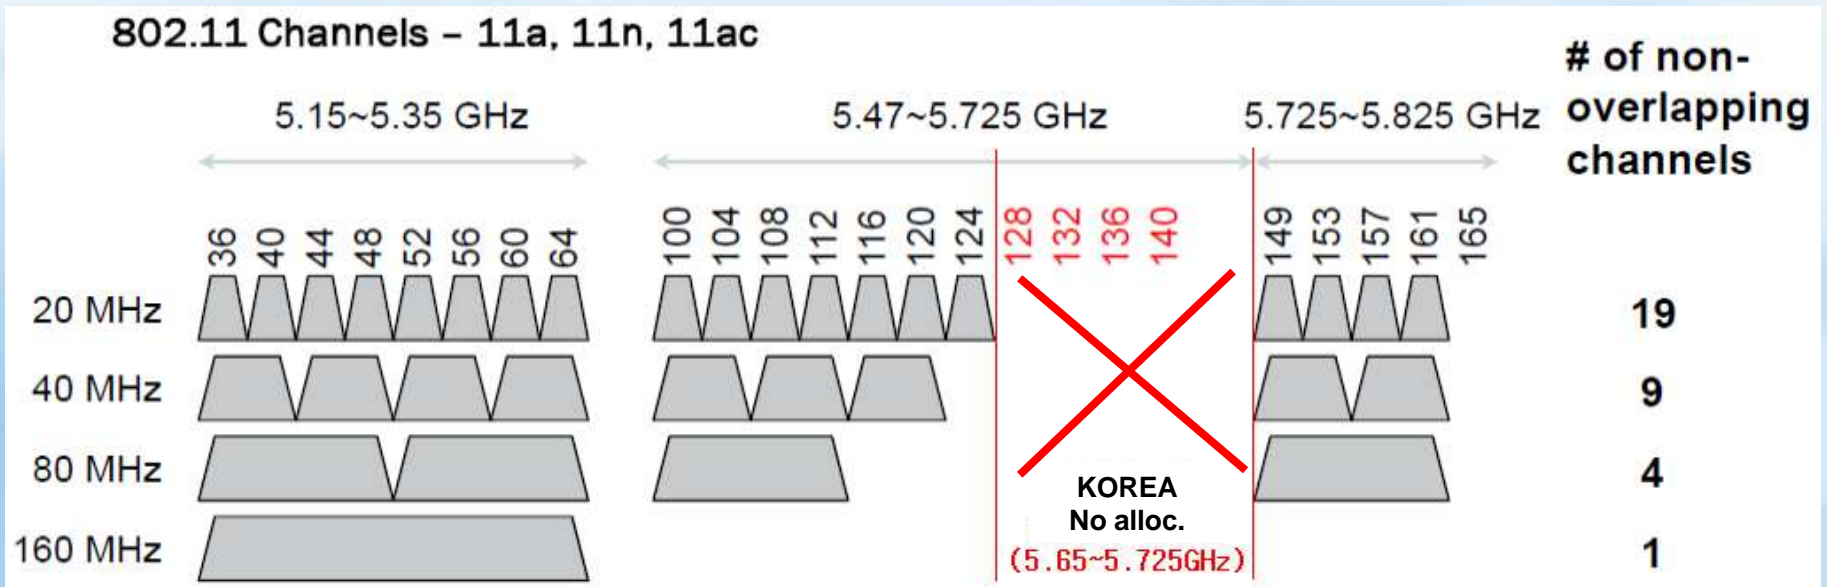 802.11 Channels – 11a, 11n, 11ac
# of non-
overlapping
channels
5.15~5.35 GHz 5.47~5.725 GHz 5.725~5.825 GHz
36 40 44 48 52 56 60 64 100 104 108 112 116 120 124 128 132 136 140 149 153 157 161 165
20 MHz 19
40 MHz 9
80 MHz 4
KOREA
No alloc.
160 MHz 1
(5.65~5.725GHz)